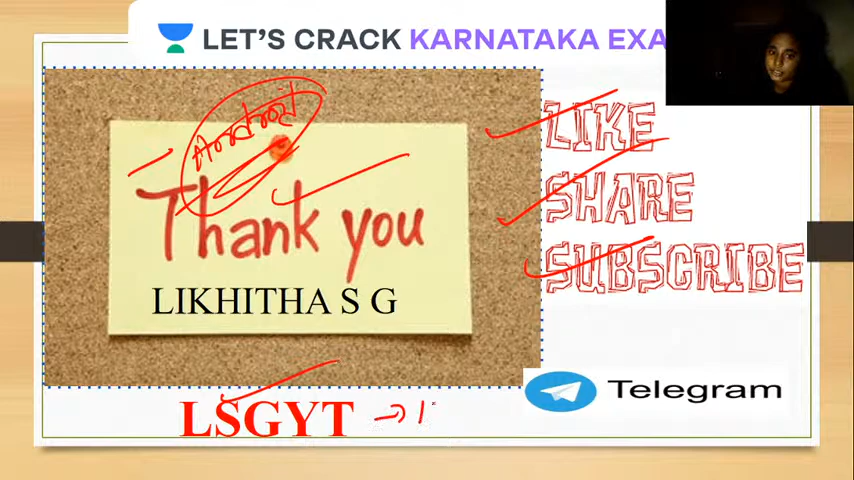 LET'S CRACK KARNATAKA EXA
Thank you
LIKHITHA S G
LIKE
SHARE
SUBSCRIBE
Telegram
LSGYT